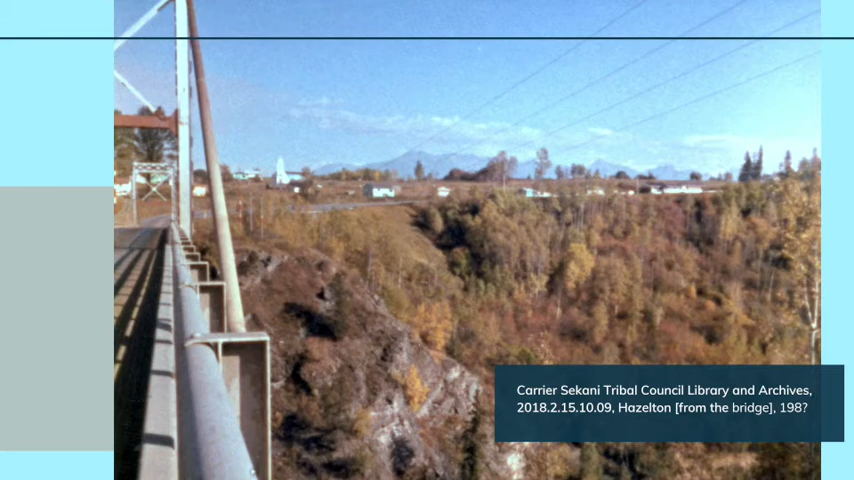 Carrier Sekani Tribal Council Library and Archives,
2018.2.15.10.09, Hazelton [from the bridge], 198?